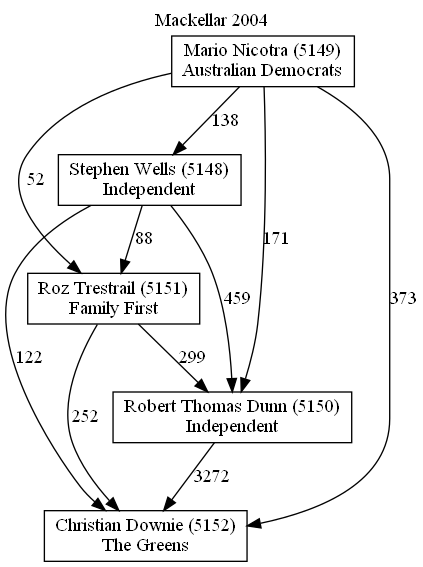 Mackellar 2004
Mario Nicotra (5149)
Australian Democrats
138
Stephen Wells (5148)
Independent
52
88
171
Roz Trestrail (5151)
Family First
459
373
122
299
Robert Thomas Dunn (5150)
Independent
252
3272
Christian Downie (5152)
The Greens